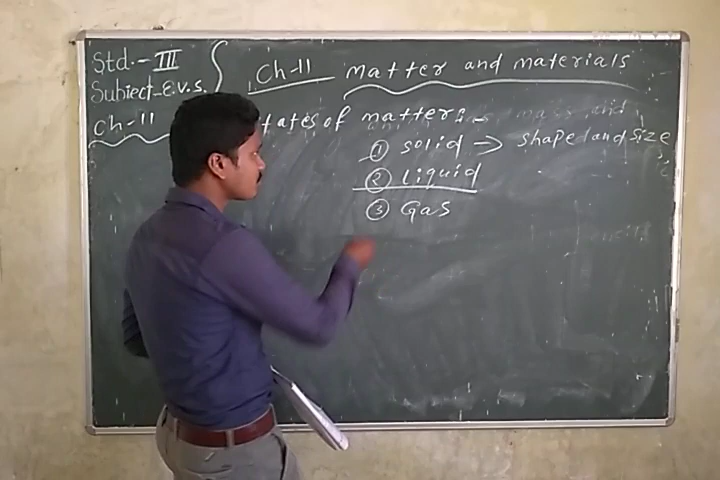 Std.- III
Subject-E.V.S.
Ch-11 Matter and materials
Ch-11 tates of matters.-
① solid → shape and size
② Liquid
③ Gas